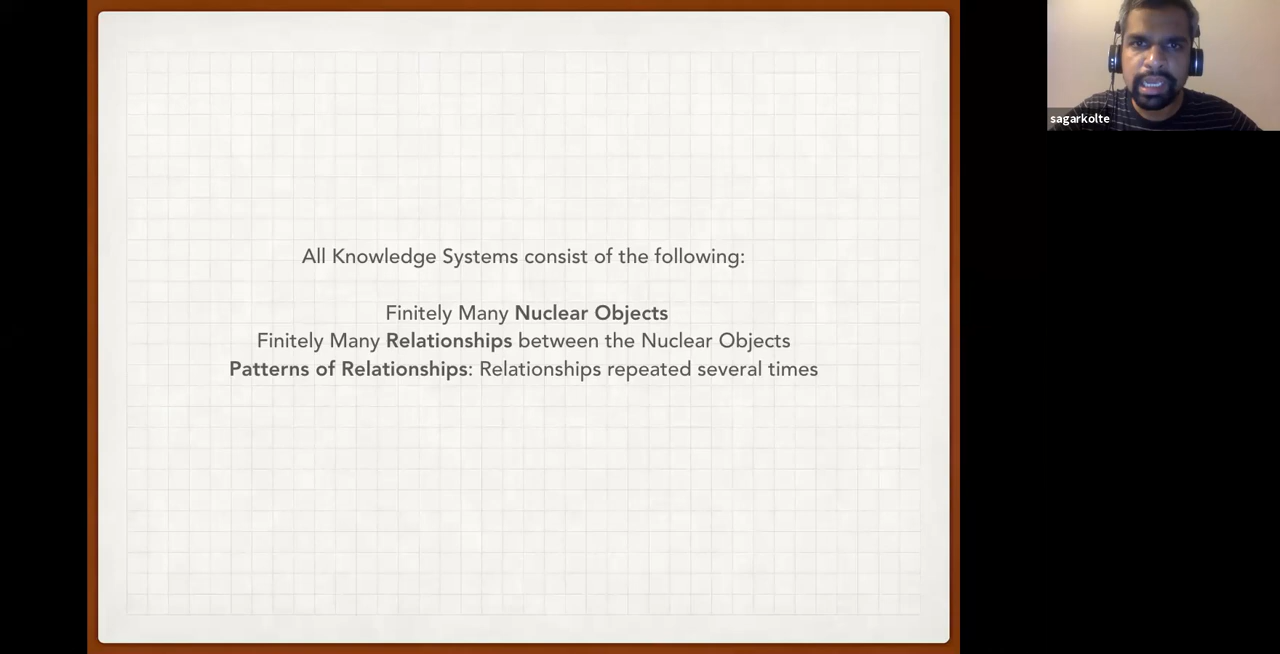 All Knowledge Systems consist of the following:
Finitely Many Nuclear Objects
Finitely Many Relationships between the Nuclear Objects
Patterns of Relationships: Relationships repeated several times
sagarkolte